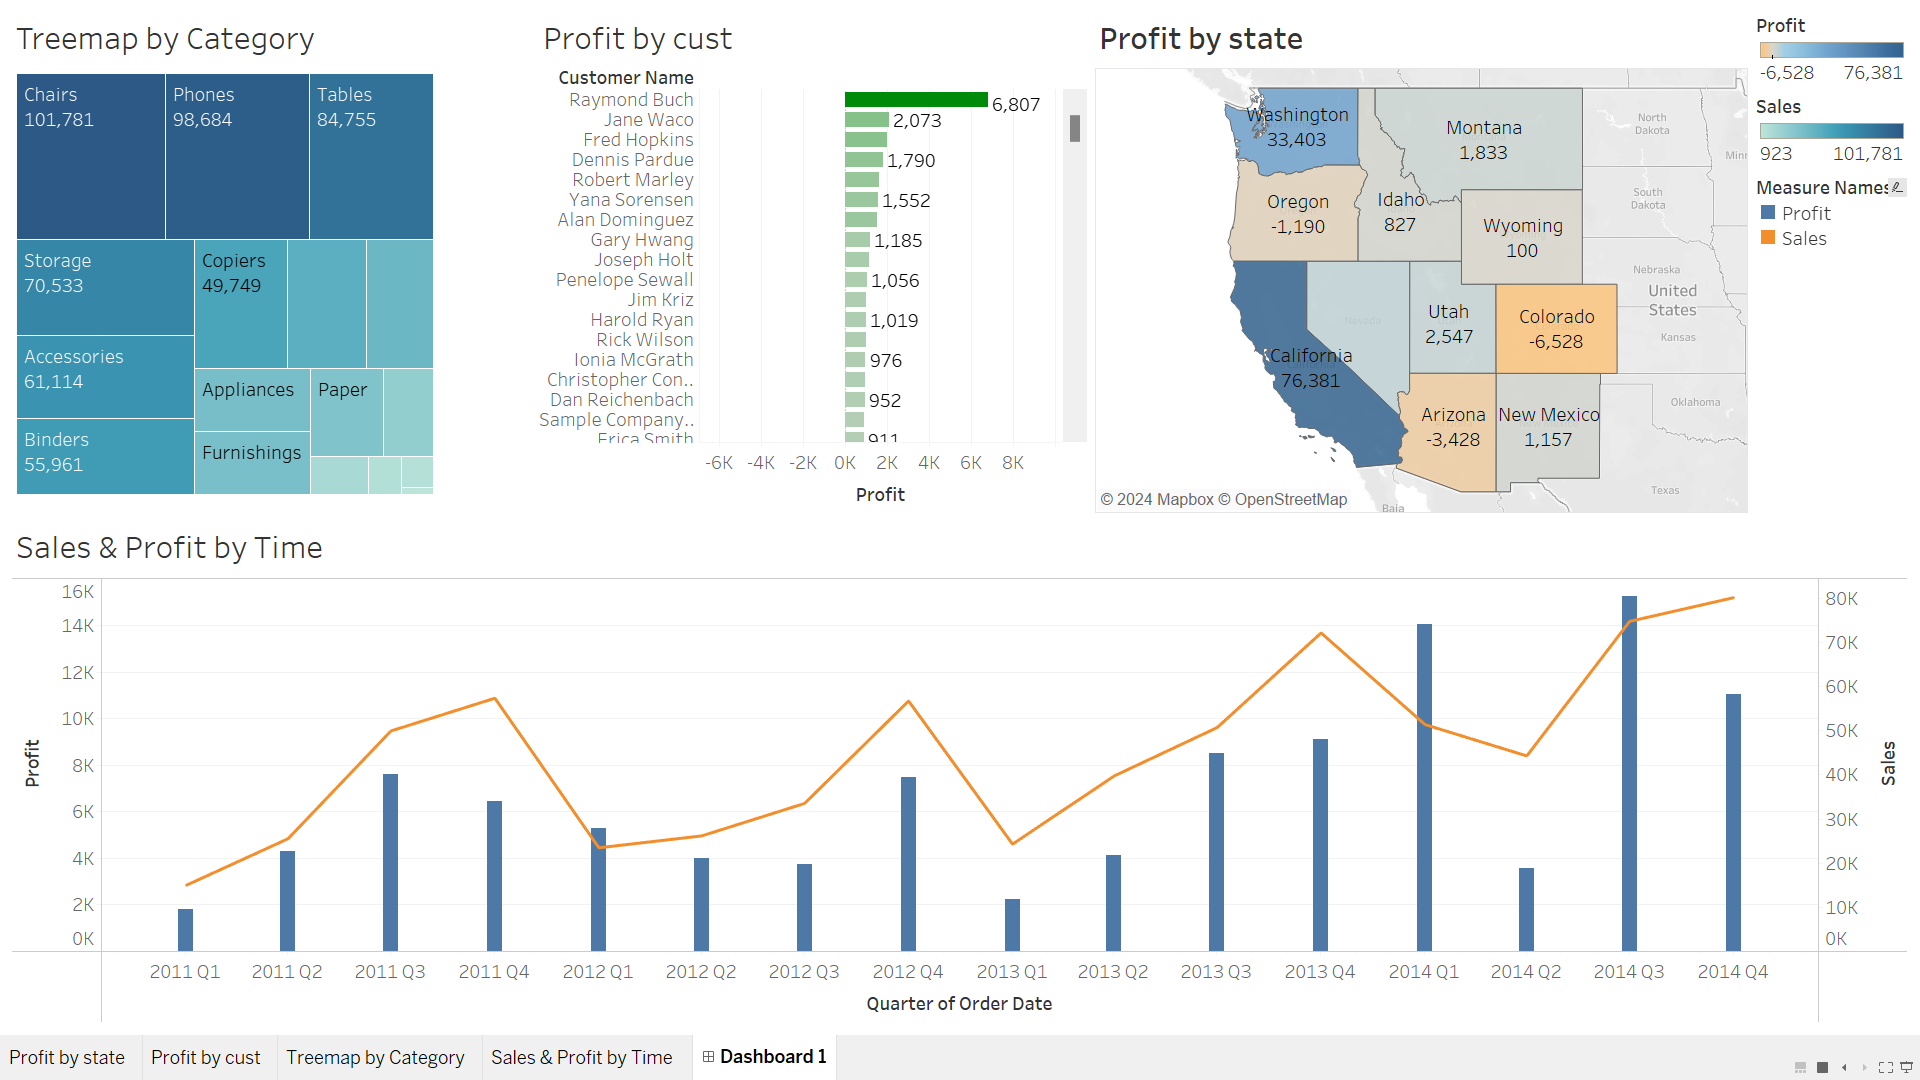 Treemap by Category
Chairs
101,781
Phones
98,684
Tables
84,755
Storage
70,533
Copiers
49,749
Accessories
61,114
Appliances
Paper
Binders
55,961
Furnishings
Profit by cust
Customer Name
Raymond Buch
6,807
Jane Waco
2,073
Fred Hopkins
Dennis Pardue
1,790
Robert Marley
Yana Sorensen
1,552
Alan Dominguez
Gary Hwang
1,185
Joseph Holt
Penelope Sewall
1,056
Jim Kriz
Harold Ryan
1,019
Rick Wilson
Ionia McGrath
976
Christopher Con..
Dan Reichenbach
952
Sample Company..
Erica Smith
911
-6K -4K -2K 0K 2K 4K 6K 8K
Profit
Profit by state
Washington
33,403
Montana
1,833
North
Dakota
Minn
Oregon
-1,190
Idaho
827
South
Dakota
Wyoming
100
Nebraska
United
States
Nevada
Utah
2,547
Colorado
-6,528
Kansas
California
76,381
Arizona
-3,428
New Mexico
1,157
Oklahoma
Texas
Baja
© 2024 Mapbox © OpenStreetMap
Profit
-6,528 76,381
Sales
923 101,781
Measure Names
Profit
Sales
Sales & Profit by Time
16K
14K
12K
10K
8K
6K
4K
2K
0K
Profit
80K
70K
60K
50K
40K
30K
20K
10K
0K
Sales
2011 Q1 2011 Q2 2011 Q3 2011 Q4 2012 Q1 2012 Q2 2012 Q3 2012 Q4 2013 Q1 2013 Q2 2013 Q3 2013 Q4 2014 Q1 2014 Q2 2014 Q3 2014 Q4
Quarter of Order Date
Profit by state Profit by cust Treemap by Category Sales & Profit by Time Dashboard 1